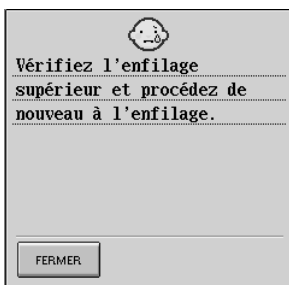 Vérifiez l'enfilage
supérieur et procédez de
nouveau à l'enfilage.
FERMER